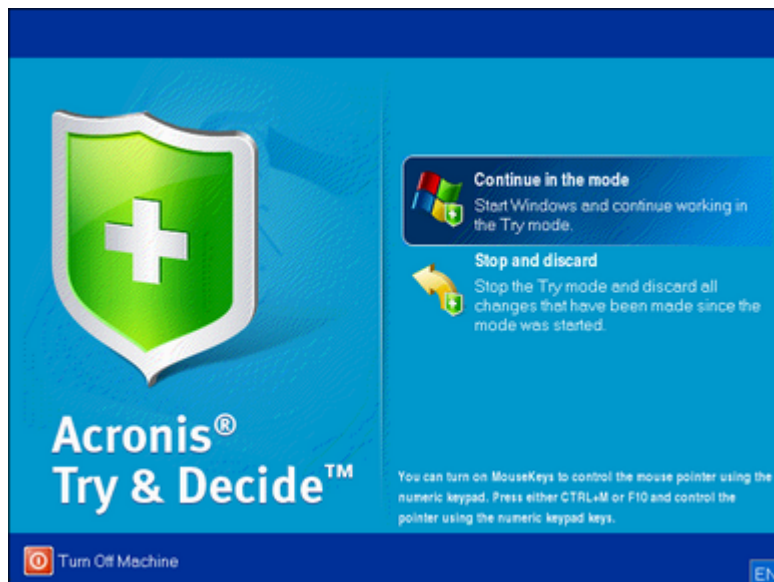 Continue in the mode
Start Windows and continue working in
the Try mode.
Stop and discard
Stop the Try mode and discard all
changes that have been made since the
mode was started.
Acronis®
Try & Decide™
You can turn on MouseKeys to control the mouse pointer using the
numeric keypad. Press either CTRL+M or F10 and control the
pointer using the numeric keypad keys.
Turn Off Machine
EN